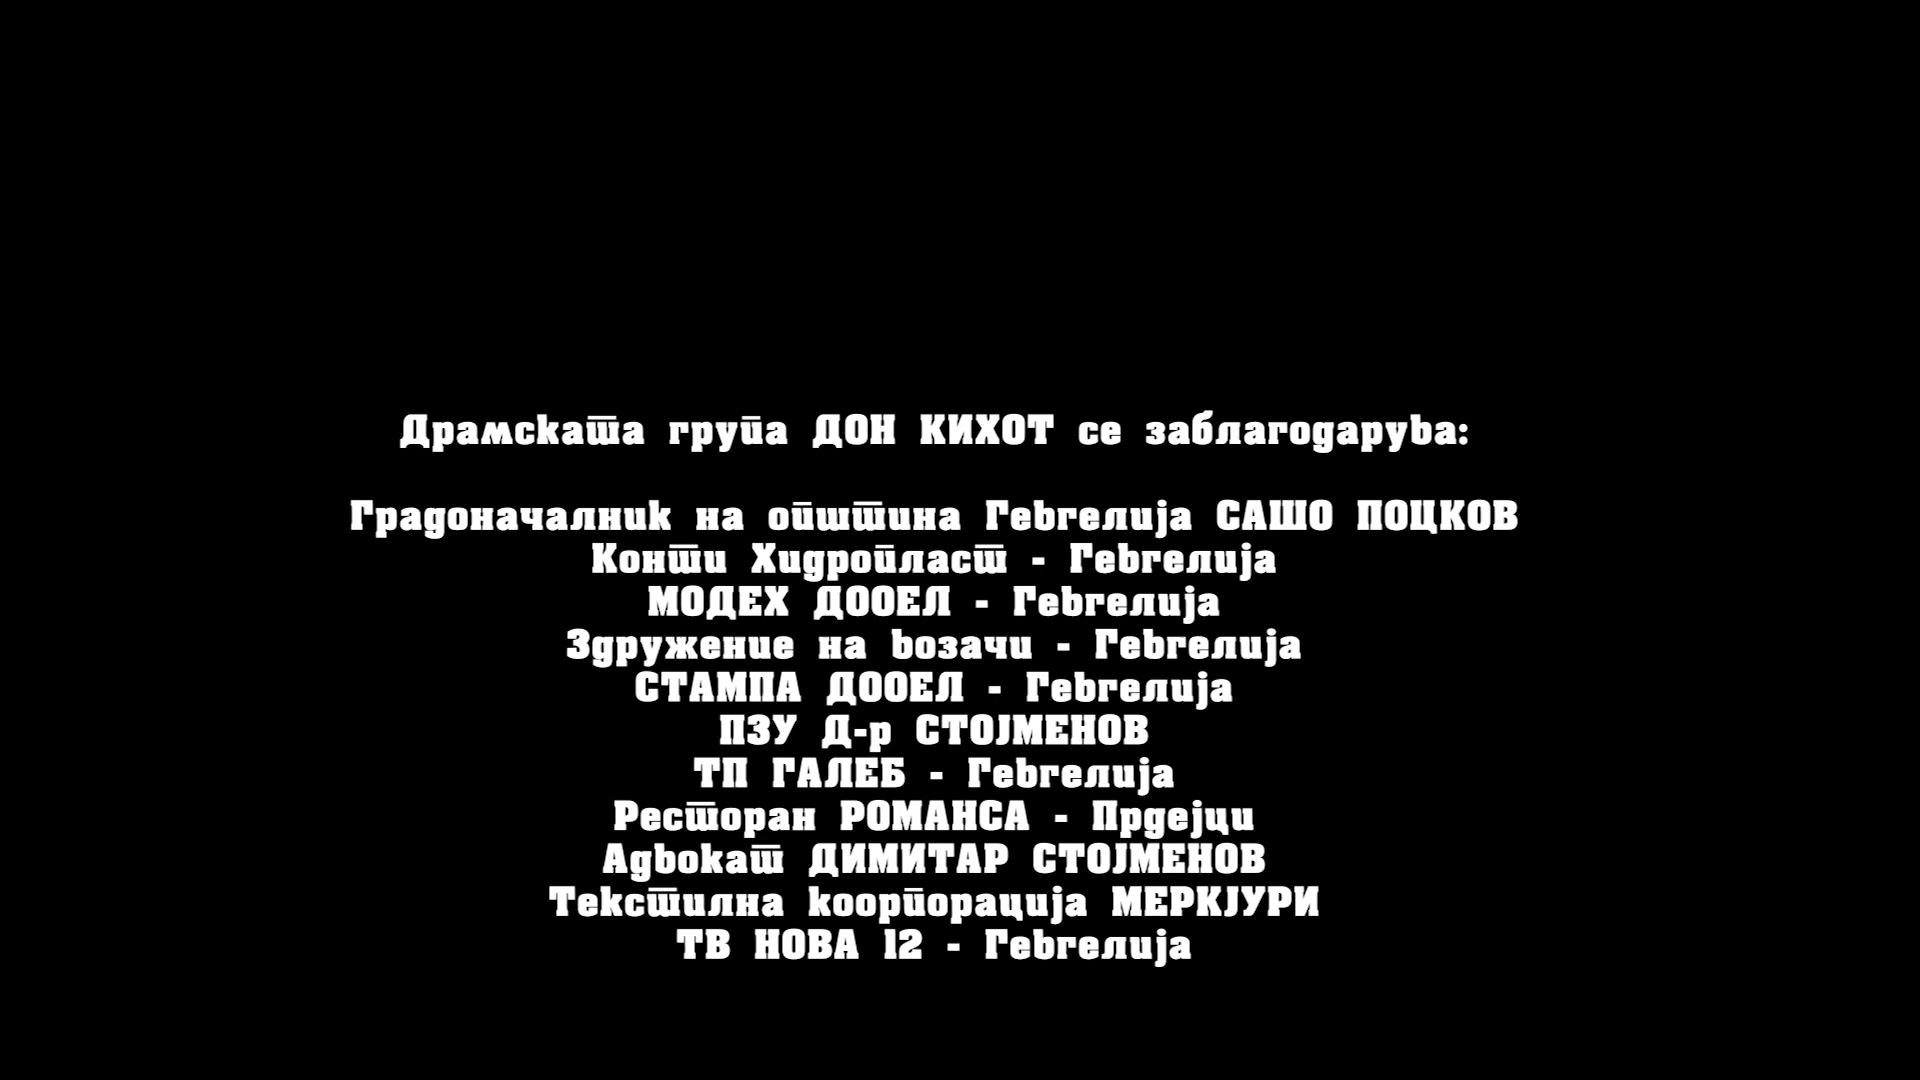 Драмската група ДОН КИХОТ се заблагодарува:
Градоначалник на општина Гевгелија САШО ПОЦКОВ
Конти Хидропласт - Гевгелија
МОДЕХ ДООЕЛ - Гевгелија
Здружение на возачи - Гевгелија
СТАМПА ДООЕЛ - Гевгелија
ПЗУ Д-р СТОЈМЕНОВ
ТП ГАЛЕБ - Гевгелија
Ресторан РОМАНСА - Прдејци
Адвокат ДИМИТАР СТОЈМЕНОВ
Текстилна коорпорација МЕРКЈУРИ
ТВ НОВА 12 - Гевгелија